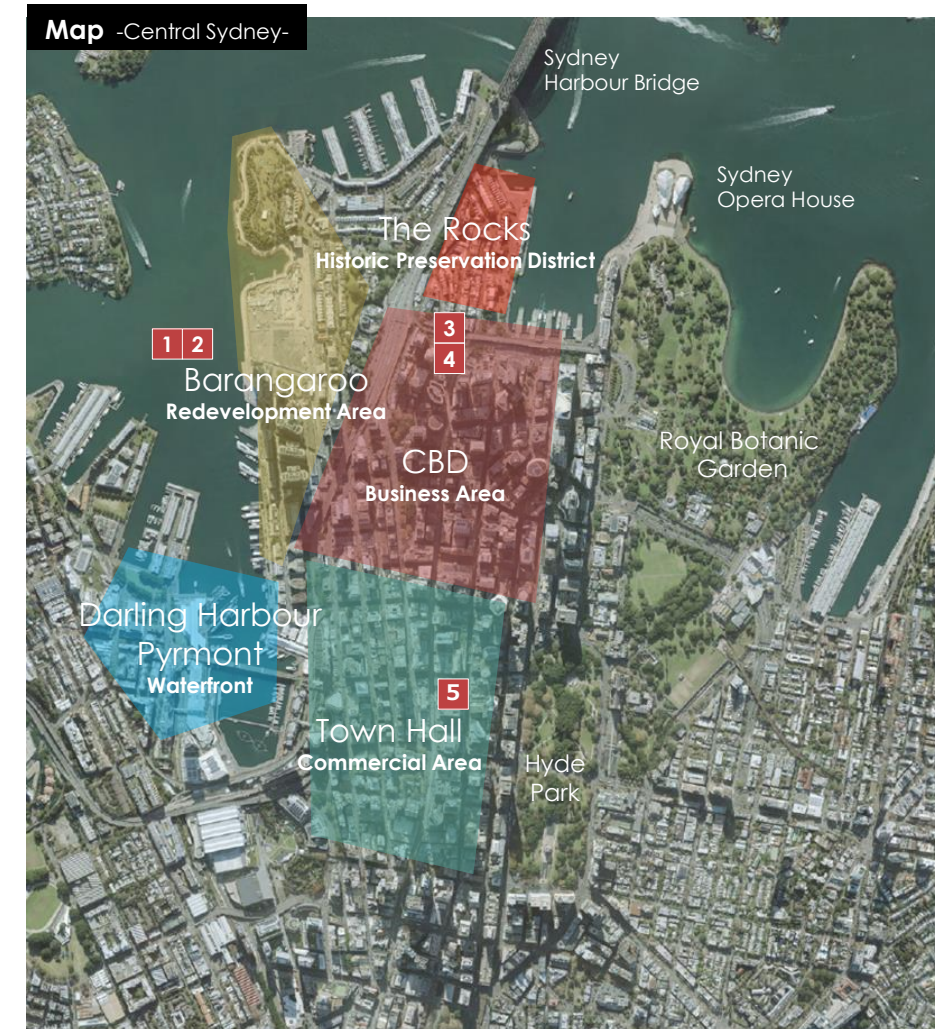 Map -Central Sydney-
Sydney
Harbour Bridge
Sydney
Opera House
The Rocks
Historic Preservation District
3
4
1 2
Barangaroo
Redevelopment Area
CBD
Business Area
Royal Botanic
Garden
Darling Harbour
Pyrmont
Waterfront
5
Town Hall
Commercial Area
Hyde
Park